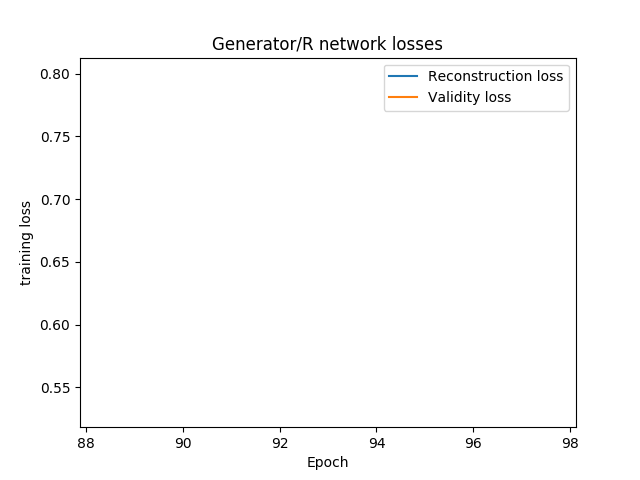 Generator/R network losses
Reconstruction loss
Validity loss
0.80
0.75
0.70
0.65
0.60
0.55
training loss
88 90 92 94 96 98
Epoch